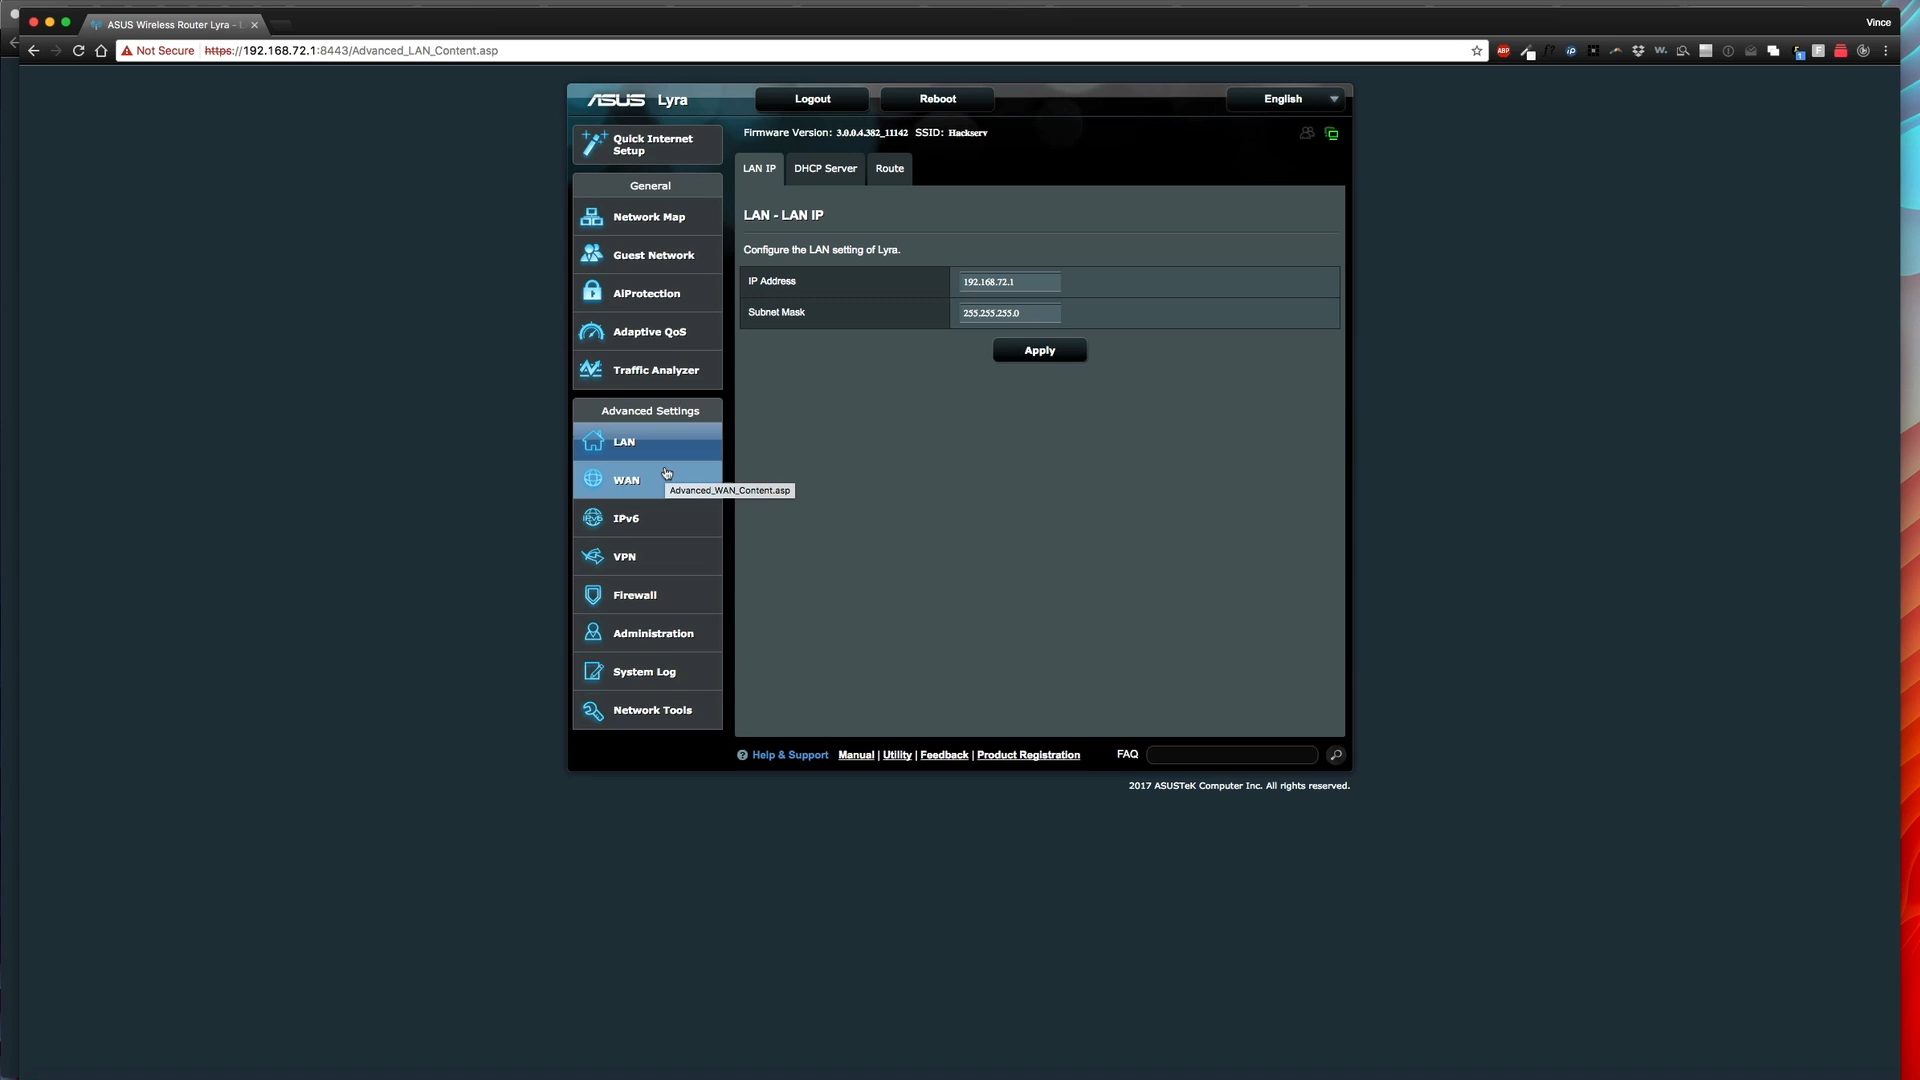 ASUS Wireless Router Lyra - L
Vince
Not Secure https://192.168.72.1:8443/Advanced_LAN_Content.asp
ABP
ASUS Lyra
Logout
Reboot
English
Quick Internet
Setup
Firmware Version: 3.0.0.4.382_11142 SSID: Hackserv
LAN IP
DHCP Server
Route
General
Network Map
Guest Network
AiProtection
Adaptive QoS
Traffic Analyzer
Advanced Settings
LAN
WAN
Advanced_WAN_Content.asp
IPv6
VPN
Firewall
Administration
System Log
Network Tools
LAN - LAN IP
Configure the LAN setting of Lyra.
IP Address 192.168.72.1
Subnet Mask 255.255.255.0
Apply
Help & Support Manual | Utility | Feedback | Product Registration FAQ
2017 ASUSTeK Computer Inc. All rights reserved.